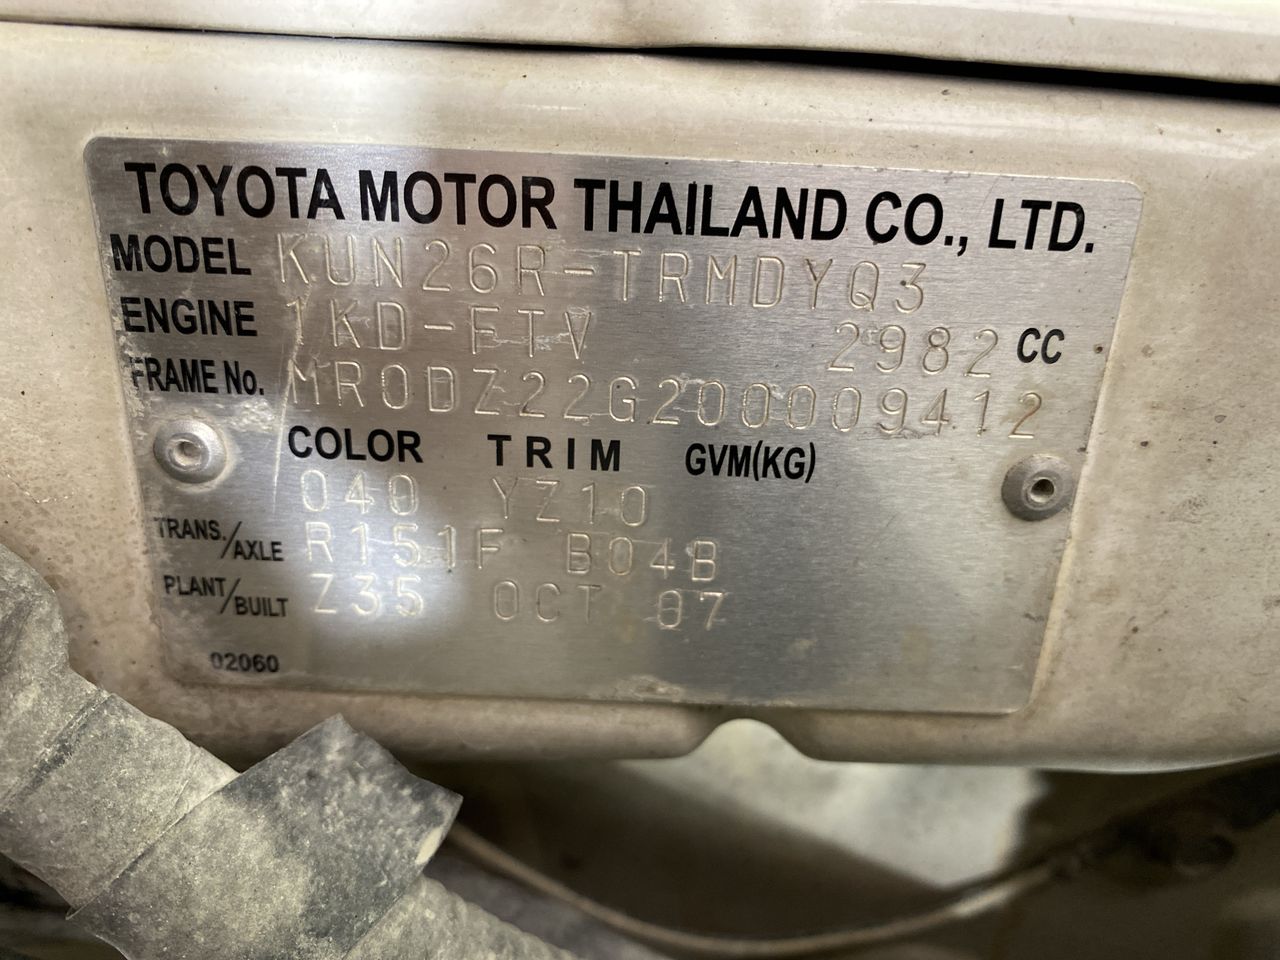 TOYOTA MOTOR THAILAND CO., LTD.
MODEL KUN26R-TRMDYQ3
ENGINE 1KD-FTV 2982 CC
FRAME No. MR0DZ22G200009412
COLOR TRIM GVM(KG)
040 YZ10
TRANS./AXLE R151F B04B
PLANT/BUILT Z35 OCT 07
02060